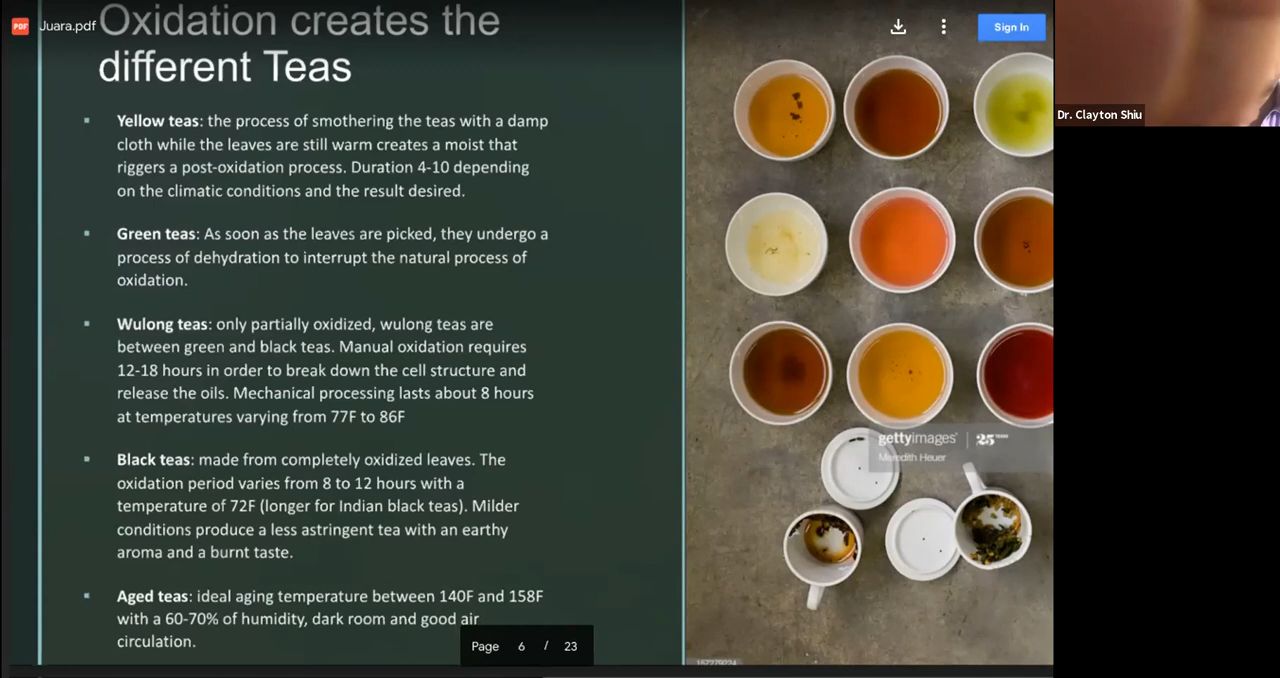 PDF Juara.pdf
Sign In
Dr. Clayton Shiu
Oxidation creates the
different Teas
Yellow teas: the process of smothering the teas with a damp
cloth while the leaves are still warm creates a moist that
riggers a post-oxidation process. Duration 4-10 depending
on the climatic conditions and the result desired.
Green teas: As soon as the leaves are picked, they undergo a
process of dehydration to interrupt the natural process of
oxidation.
Wulong teas: only partially oxidized, wulong teas are
between green and black teas. Manual oxidation requires
12-18 hours in order to break down the cell structure and
release the oils. Mechanical processing lasts about 8 hours
at temperatures varying from 77F to 86F
Black teas: made from completely oxidized leaves. The
oxidation period varies from 8 to 12 hours with a
temperature of 72F (longer for Indian black teas). Milder
conditions produce a less astringent tea with an earthy
aroma and a burnt taste.
Aged teas: ideal aging temperature between 140F and 158F
with a 60-70% of humidity, dark room and good air
circulation.
gettyimages® 25
Meredith Heuer
Page 6 / 23